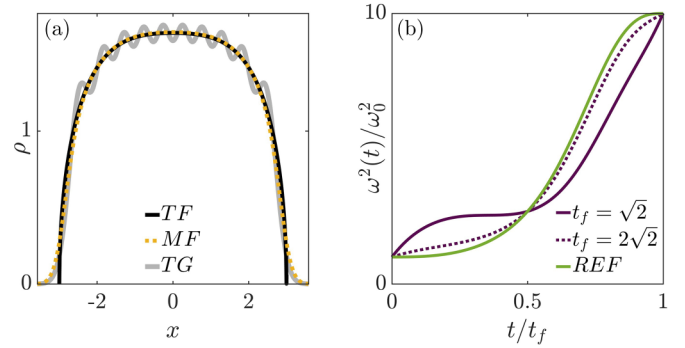 (a)
ρ
1
0
TF
MF
TG
-2 0 2
x
(b)
ω²(t)/ω₀²
10
0
t_f = √2
t_f = 2√2
REF
0 0.5 1
t/t_f